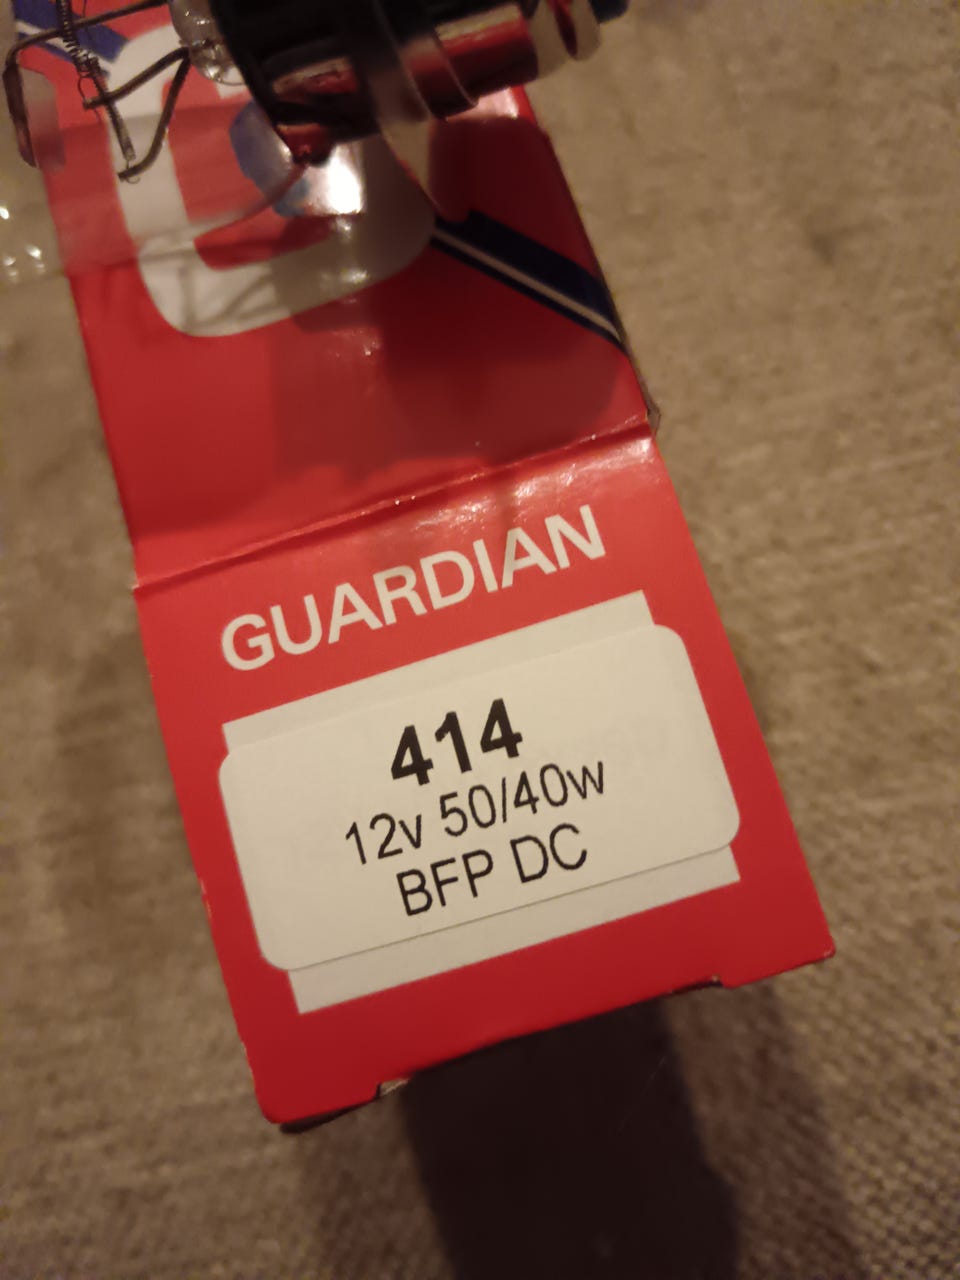 GUARDIAN
414
12v 50/40w
BFP DC